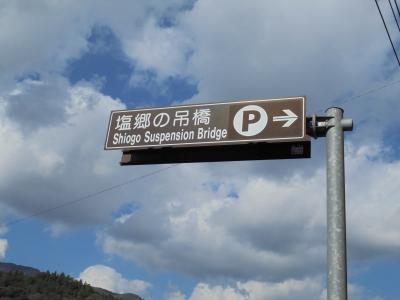 塩郷の吊橋
Shiogo Suspension Bridge
P